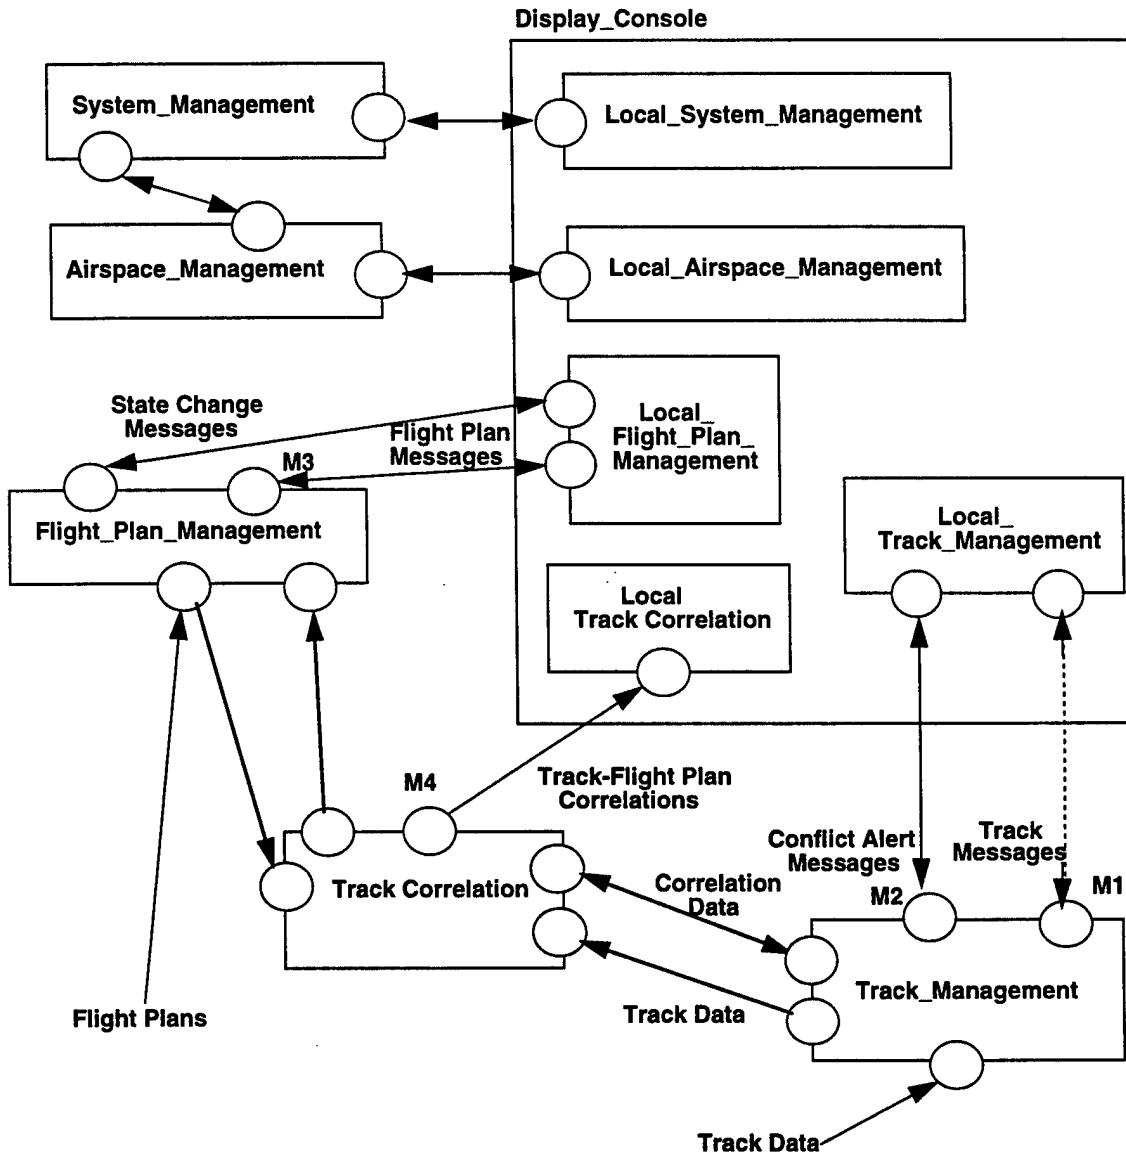 Display_Console
System_Management
Local_System_Management
Airspace_Management
Local_Airspace_Management
State Change
Messages
Flight Plan
Messages
M3
Local_
Flight_Plan_
Management
Flight_Plan_Management
Local_
Track_Management
Local
Track Correlation
M4
Track-Flight Plan
Correlations
Conflict Alert
Messages
Track
Messages
M2
M1
Track Correlation
Correlation
Data
Track_Management
Flight Plans
Track Data
Track Data